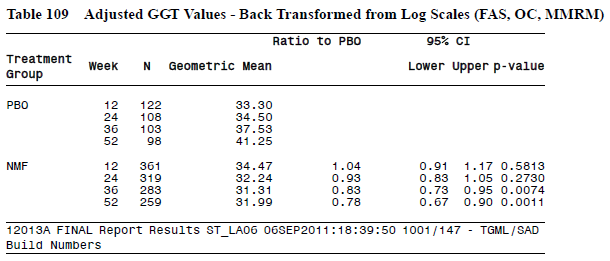 Table 109 Adjusted GGT Values - Back Transformed from Log Scales (FAS, OC, MMRM)
Ratio to PBO 95% CI
Treatment
Group Week N Geometric Mean Lower Upper p-value
PBO 12 122 33.30
24 108 34.50
36 103 37.53
52 98 41.25
NMF 12 361 34.47 1.04 0.91 1.17 0.5813
24 319 32.24 0.93 0.83 1.05 0.2730
36 283 31.31 0.83 0.73 0.95 0.0074
52 259 31.99 0.78 0.67 0.90 0.0011
12013A FINAL Report Results ST_LA06 06SEP2011:18:39:50 1001/147 - TGML/SAD
Build Numbers